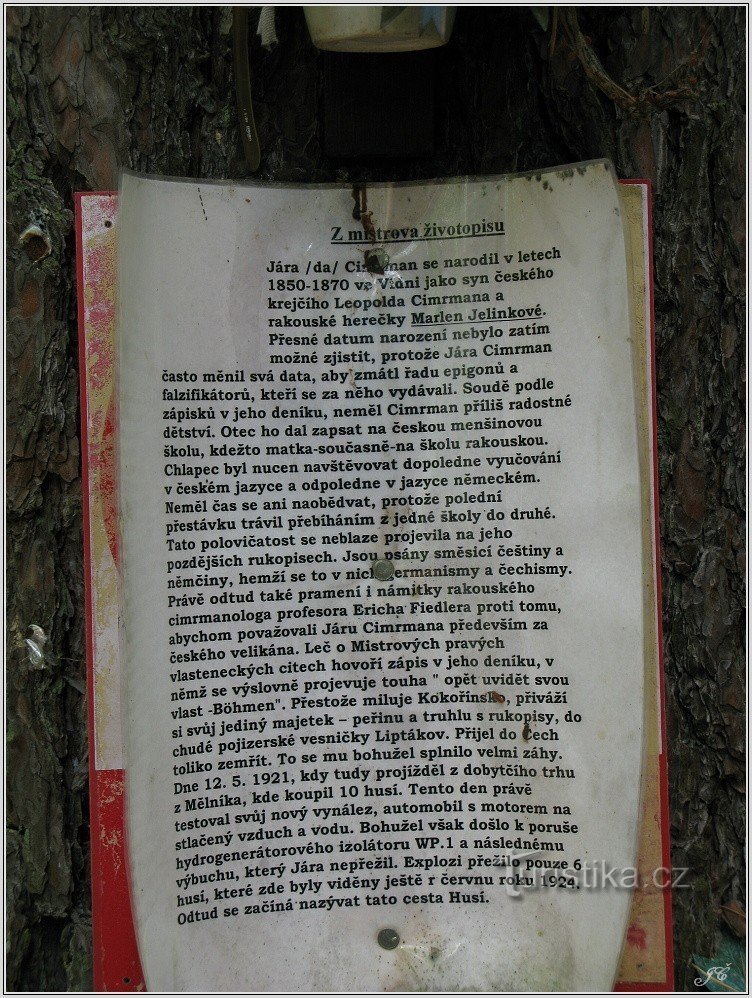 Z mistrova životopisu
Jára /da/ Cimrman se narodil v letech
1850-1870 ve Vídni jako syn českého
krejčího Leopolda Cimrmana a
rakouské herečky Marlen Jelinkové.
Přesné datum narození nebylo zatím
možné zjistit, protože Jára Cimrman
často měnil svá data, aby zmátl řadu epigonů a
falzifikátorů, kteří se za něho vydávali. Soudě podle
zápisků v jeho deníku, neměl Cimrman příliš radostné
dětství. Otec ho dal zapsat na českou menšinovou
školu, kdežto matka-současně-na školu rakouskou.
Chlapec byl nucen navštěvovat dopoledne vyučování
v českém jazyce a odpoledne v jazyce německém.
Neměl čas se ani naobědvat, protože polední
přestávku trávil přebíháním z jedné školy do druhé.
Tato polovičatost se neblaze projevila na jeho
pozdějších rukopisech. Jsou psány směsicí češtiny a
němčiny, hemží se to v nich germanismy a čechismy.
Právě odtud také pramení i námitky rakouského
cimrmanologa profesora Ericha Fiedlera proti tomu,
abychom považovali Járu Cimrmana především za
českého velikána. Leč o Mistrových pravých
vlasteneckých citech hovoří zápis v jeho deníku, v
němž se výslovně projevuje touha " opět uvidět svou
vlast -Böhmen". Přestože miluje Kokořínsko, přiváží
si svůj jediný majetek – peřinu a truhlu s rukopisy, do
chudé pojizerské vesničky Liptákov. Přijel do Čech
toliko zemřít. To se mu bohužel splnilo velmi záhy.
Dne 12. 5. 1921, kdy tudy projížděl z dobytčího trhu
z Mělníka, kde koupil 10 husí. Tento den právě
testoval svůj nový vynález, automobil s motorem na
stlačený vzduch a vodu. Bohužel však došlo k poruše
hydrogenerátorového izolátoru WP.1 a následnému
výbuchu, který Jára nepřežil. Explozi přežilo pouze 6
husí, které zde byly viděny ještě r červnu roku 1924.
Odtud se začíná nazývat tato cesta Husí.
turistika.cz
JČ